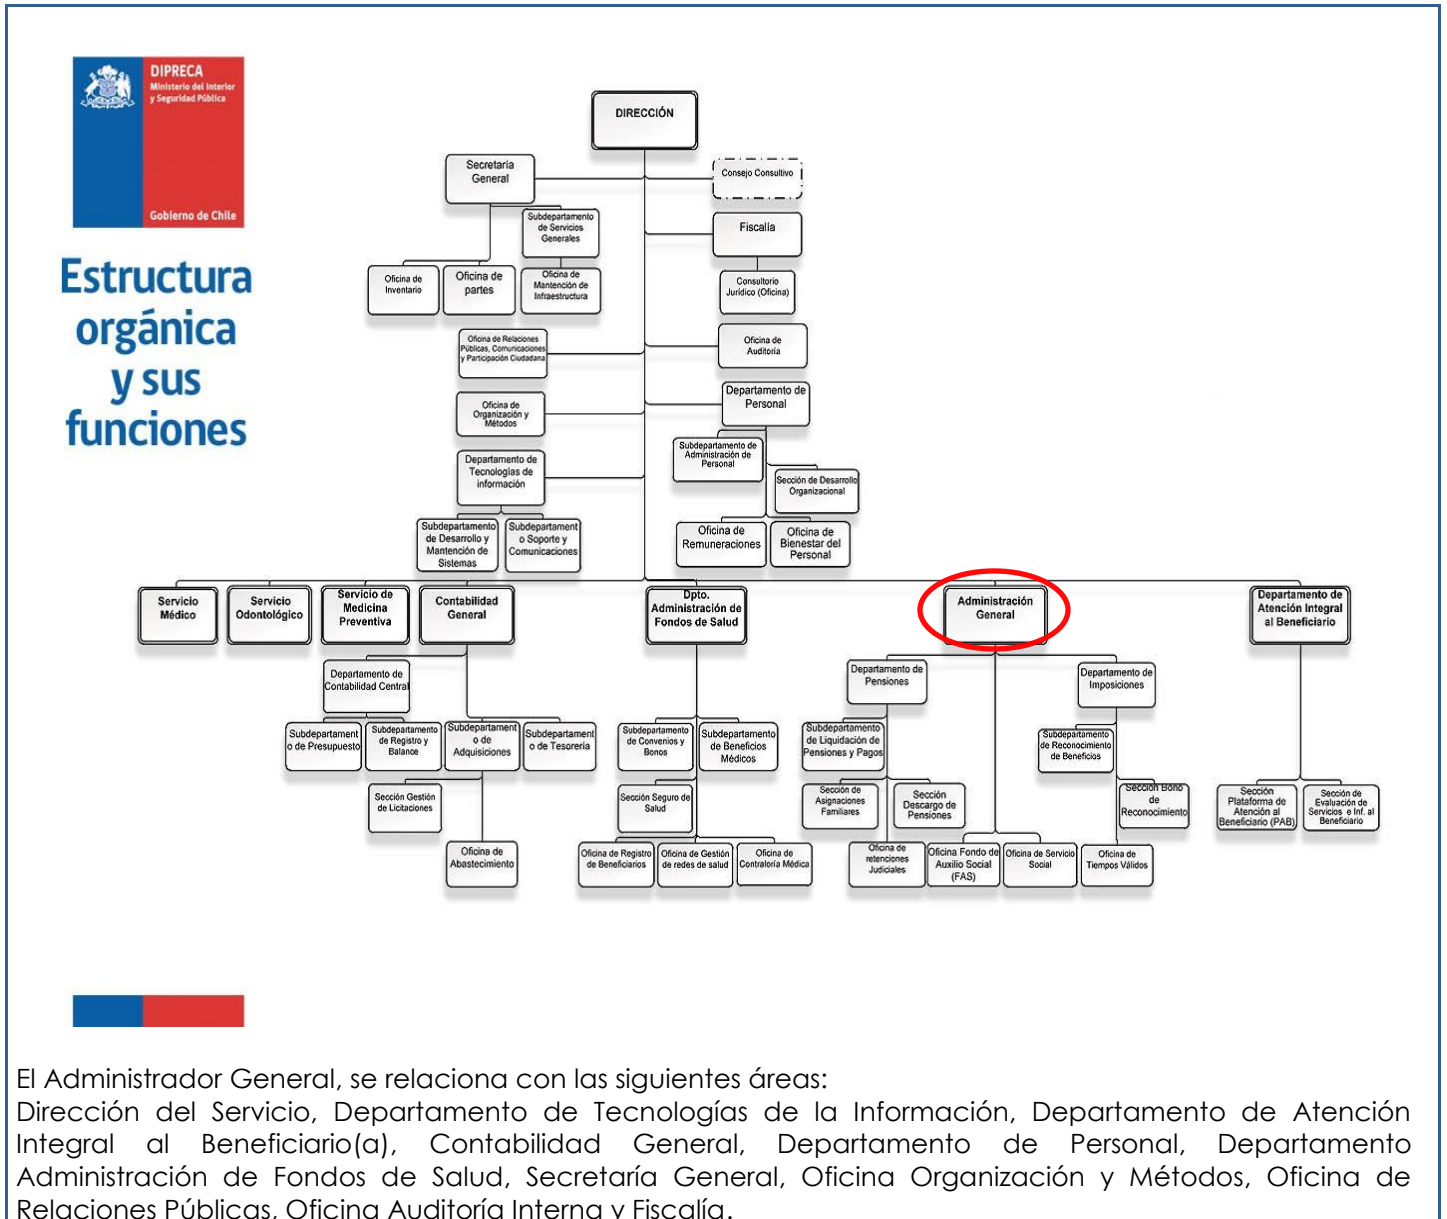 DIPRECA
Ministerio del Interior
y Seguridad Pública
Gobierno de Chile
Estructura
orgánica
y sus
funciones
DIRECCIÓN
Secretaría
General
Consejo Consultivo
Subdepartamento
de Servicios
Generales
Fiscalía
Oficina de
Inventario
Oficina de
partes
Oficina de
Mantención de
Infraestructura
Consultorio
Jurídico (Oficina)
Oficina de Relaciones
Públicas, Comunicaciones
y Participación Ciudadana
Oficina de
Auditoría
Oficina de
Organización y
Métodos
Departamento de
Personal
Departamento de
Tecnologías de
información
Subdepartamento de
Administración de
Personal
Sección de Desarrollo
Organizacional
Subdepartamento
de Desarrollo y
Mantención de
Sistemas
Subdepartament
o Soporte y
Comunicaciones
Oficina de
Remuneraciones
Oficina de
Bienestar del
Personal
Servicio
Médico
Servicio
Odontológico
Servicio de
Medicina
Preventiva
Contabilidad
General
Dpto.
Administración de
Fondos de Salud
Administración
General
Departamento de
Atención Integral
al Beneficiario
Departamento de
Contabilidad Central
Departamento de
Pensiones
Departamento de
Imposiciones
Subdepartament
o de Presupuesto
Subdepartamento
de Registro y
Balance
Subdepartament
o de
Adquisiciones
Subdepartament
o de Tesorería
Subdepartamento
de Convenios y
Bonos
Subdepartamento
de Beneficios
Médicos
Subdepartamento
de Liquidación de
Pensiones y Pagos
Subdepartamento
de Reconocimiento
de Beneficios
Sección Gestión
de Licitaciones
Sección Seguro de
Salud
Sección de
Asignaciones
Familiares
Sección
Descargo de
Pensiones
Sección Bono
de
Reconocimiento
Sección
Plataforma de
Atención al
Beneficiario (PAB)
Sección de
Evaluación de
Servicios e Inf. al
Beneficiario
Oficina de
Abastecimiento
Oficina de Registro
de Beneficiarios
Oficina de Gestión
de redes de salud
Oficina de
Contraloría Médica
Oficina de
retenciones
Judiciales
Oficina Fondo de
Auxilio Social
(FAS)
Oficina de Servicio
Social
Oficina de
Tiempos Válidos
El Administrador General, se relaciona con las siguientes áreas:
Dirección del Servicio, Departamento de Tecnologías de la Información, Departamento de Atención
Integral al Beneficiario(a), Contabilidad General, Departamento de Personal, Departamento
Administración de Fondos de Salud, Secretaría General, Oficina Organización y Métodos, Oficina de
Relaciones Públicas, Oficina Auditoría Interna y Fiscalía.